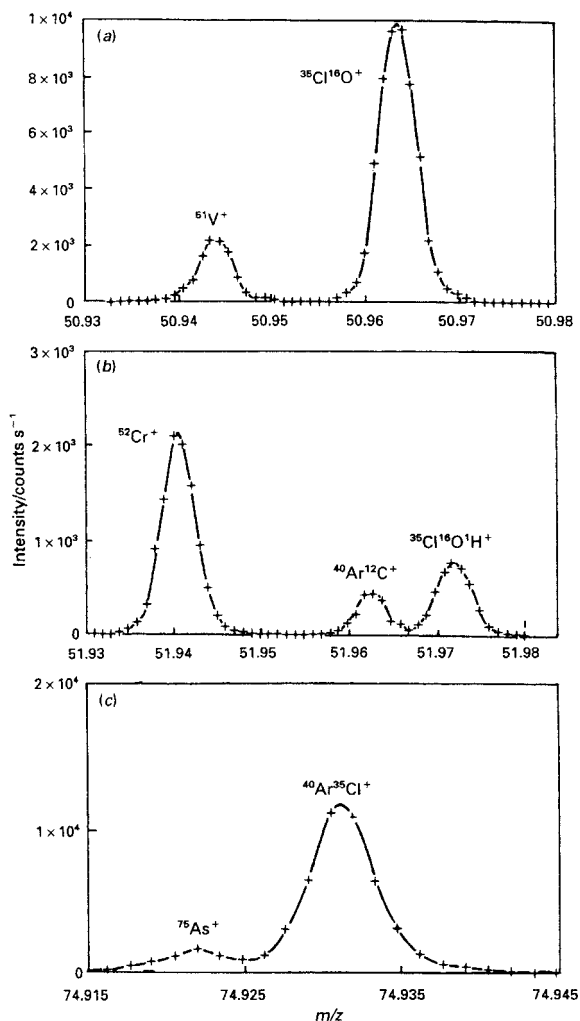 (a)
1 × 10⁴
8 × 10³
6 × 10³
4 × 10³
2 × 10³
0
³⁵Cl¹⁶O⁺
⁵¹V⁺
50.93 50.94 50.95 50.96 50.97 50.98
(b)
3 × 10³
2 × 10³
1 × 10³
0
⁵²Cr⁺
⁴⁰Ar¹²C⁺
³⁵Cl¹⁶O¹H⁺
51.93 51.94 51.95 51.96 51.97 51.98
Intensity/counts s⁻¹
(c)
2 × 10⁴
1 × 10⁴
0
⁴⁰Ar³⁵Cl⁺
⁷⁵As⁺
74.915 74.925 74.935 74.945
m/z